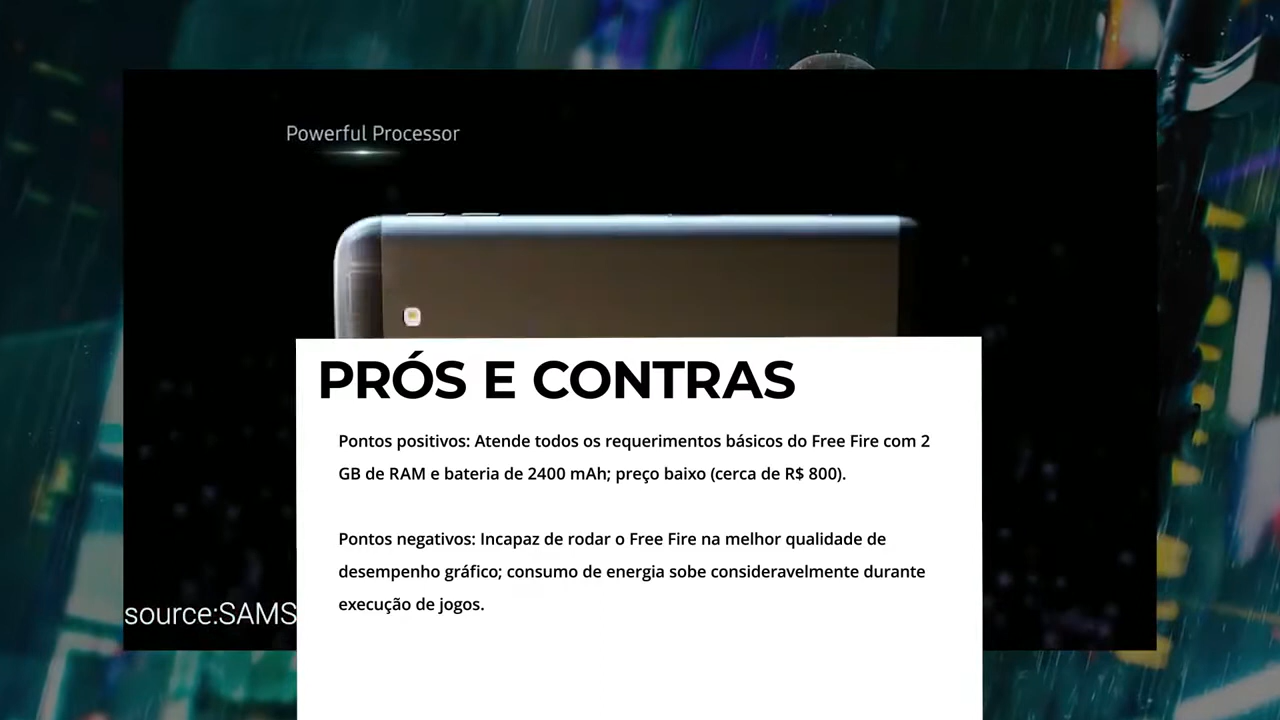 Powerful Processor
PRÓS E CONTRAS
Pontos positivos: Atende todos os requerimentos básicos do Free Fire com 2
GB de RAM e bateria de 2400 mAh; preço baixo (cerca de R$ 800).
Pontos negativos: Incapaz de rodar o Free Fire na melhor qualidade de
desempenho gráfico; consumo de energia sobe consideravelmente durante
execução de jogos.
source:SAMS